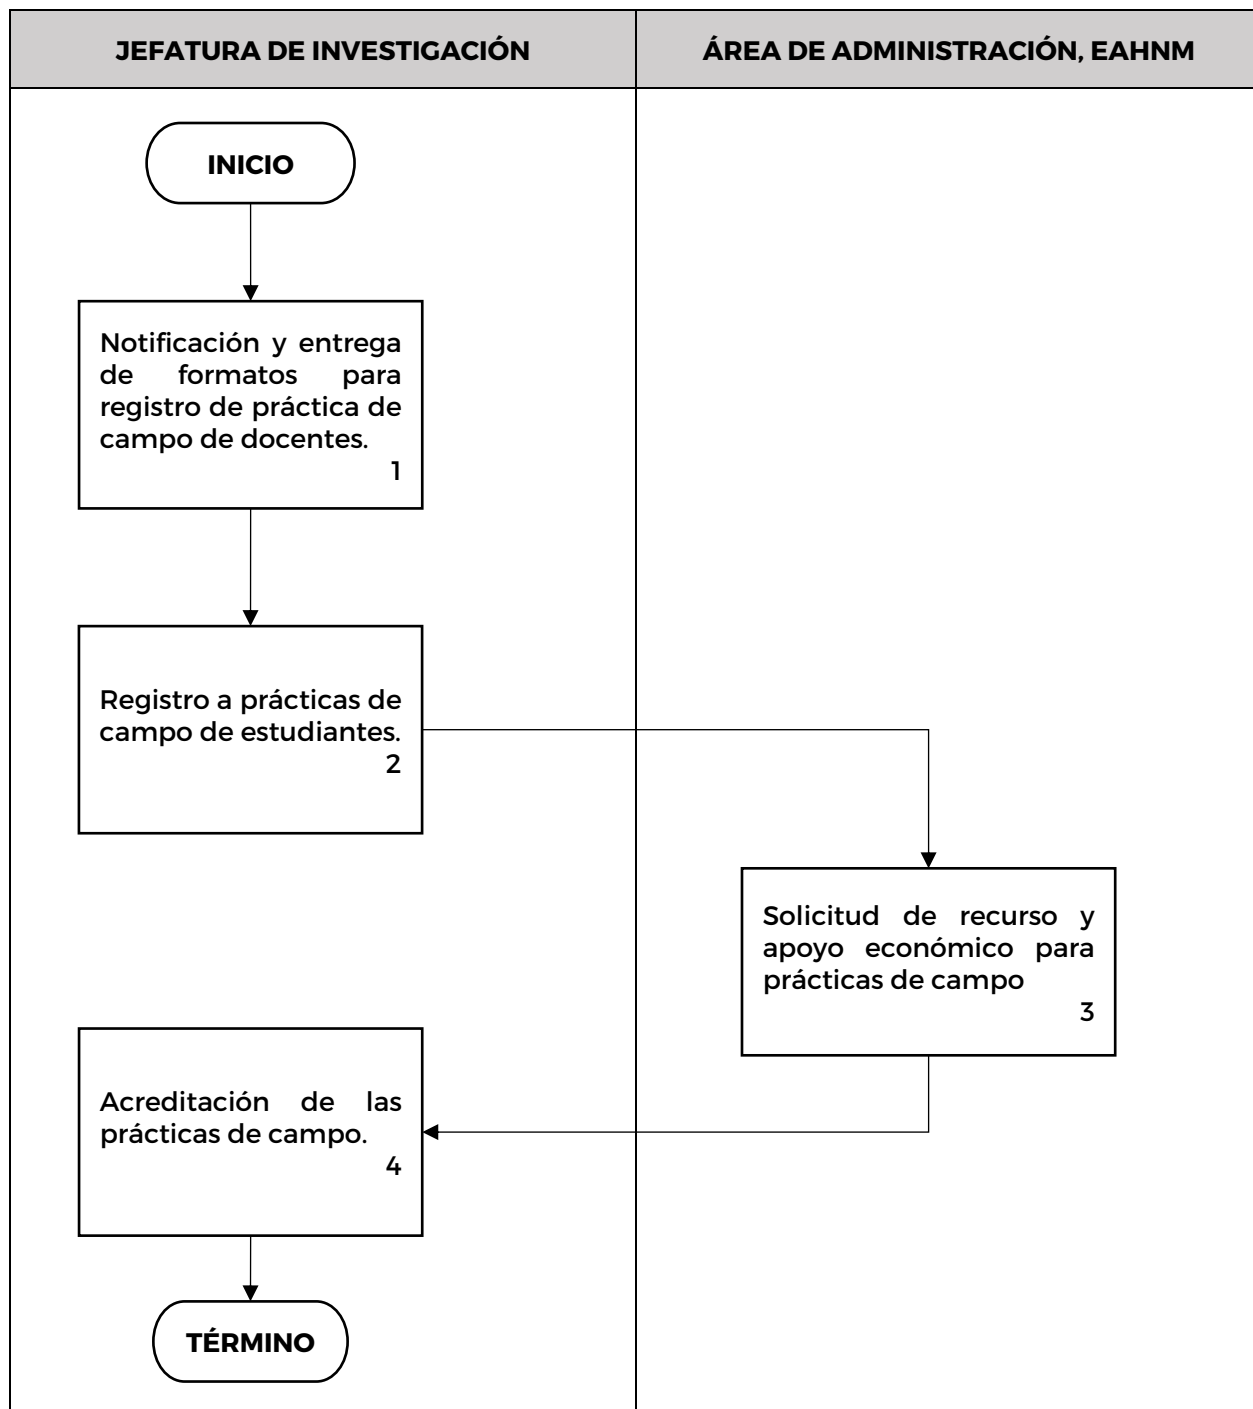 JEFATURA DE INVESTIGACIÓN
ÁREA DE ADMINISTRACIÓN, EAHNM
INICIO
Notificación y entrega
de formatos para
registro de práctica de
campo de docentes.
1
Registro a prácticas de
campo de estudiantes.
2
Solicitud de recurso y
apoyo económico para
prácticas de campo
3
Acreditación de las
prácticas de campo.
4
TÉRMINO